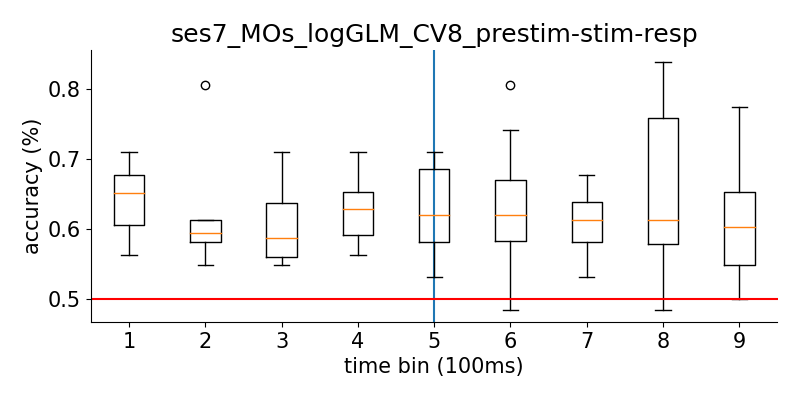 ses7_MOs_logGLM_CV8_prestim-stim-resp
accuracy (%)
0.8
0.7
0.6
0.5
1 2 3 4 5 6 7 8 9
time bin (100ms)